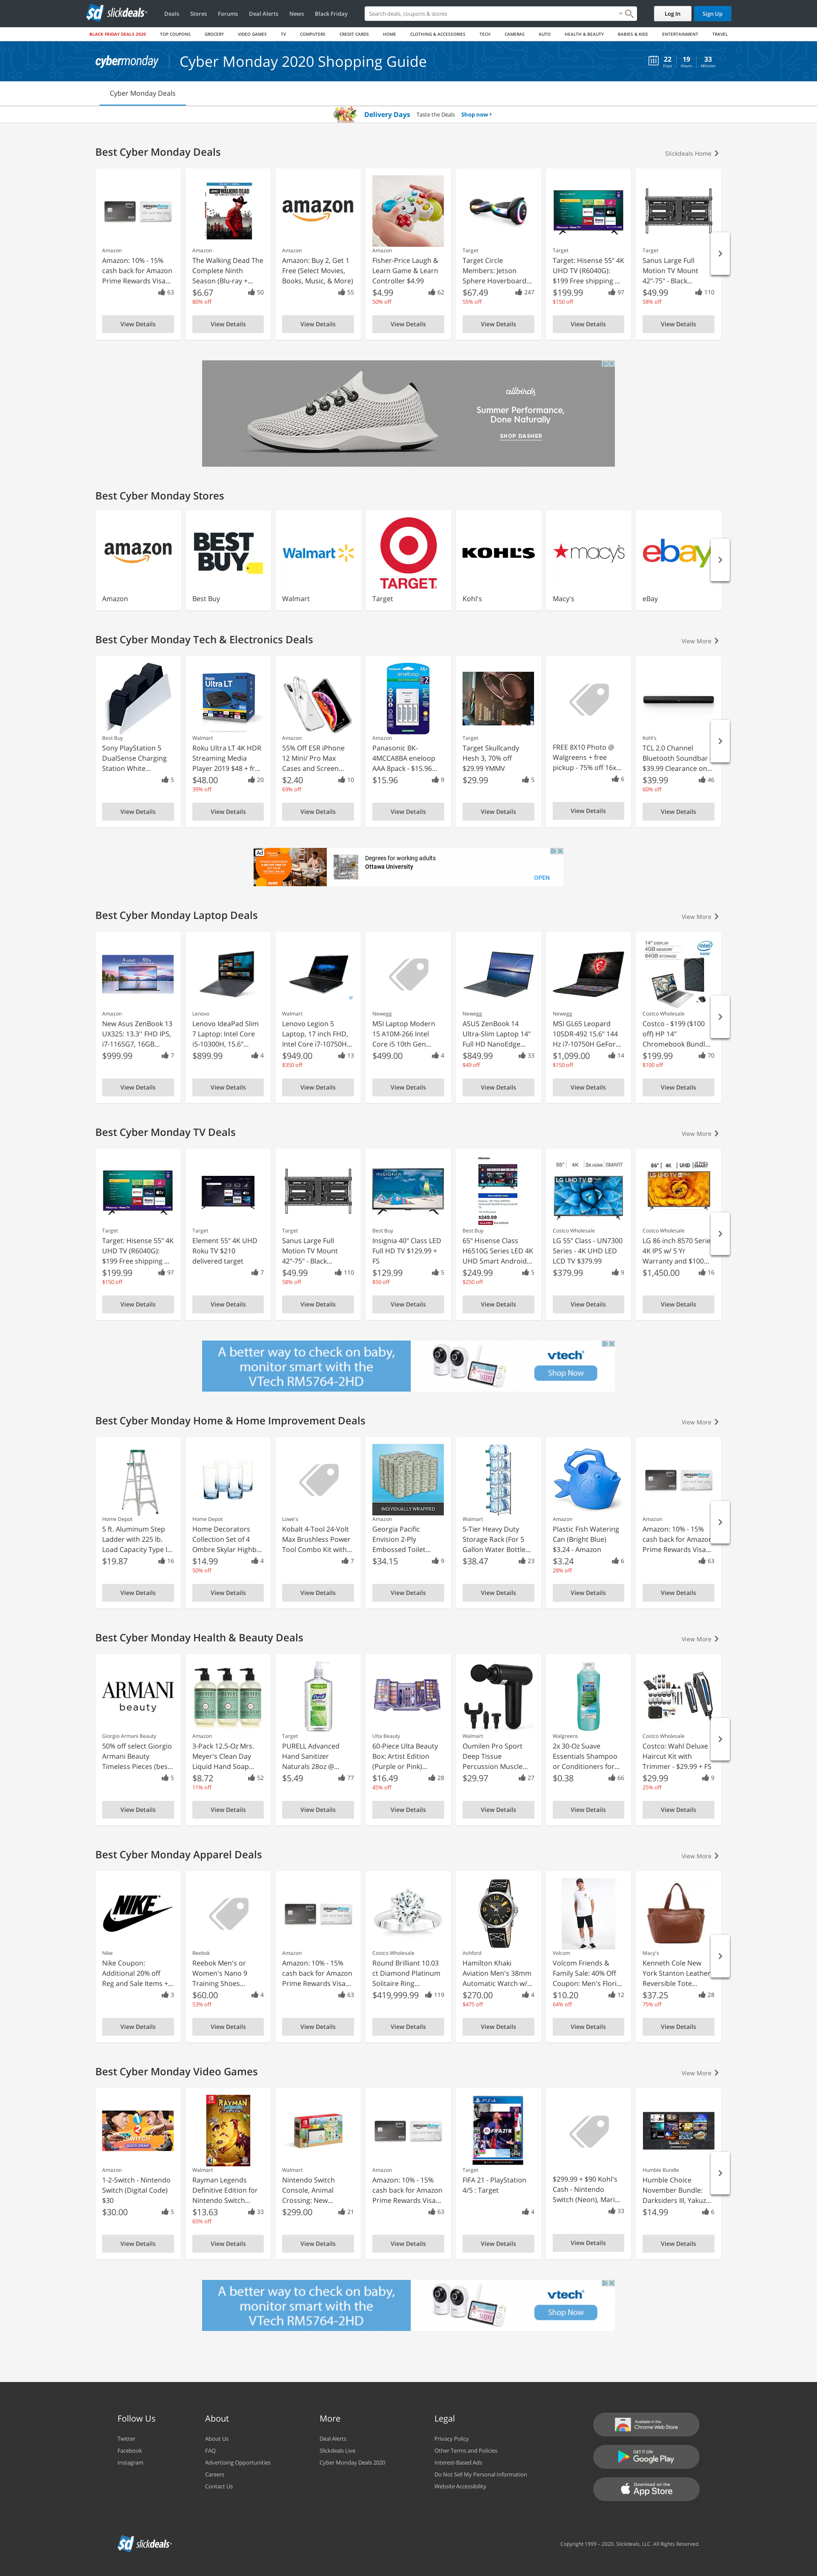 slickdeals
Deals Stores Forums Deal Alerts News Black Friday
Search deals, coupons & stores
Log In Sign Up
BLACK FRIDAY DEALS 2020 TOP COUPONS GROCERY VIDEO GAMES TV COMPUTERS CREDIT CARDS HOME CLOTHING & ACCESSORIES TECH CAMERAS AUTO HEALTH & BEAUTY BABIES & KIDS ENTERTAINMENT TRAVEL
cybermonday Cyber Monday 2020 Shopping Guide
22 Days 19 Hours 33 Minutes
Cyber Monday Deals
Delivery Days Taste the Deals Shop now
Best Cyber Monday Deals
Slickdeals Home
Amazon
Amazon: 10% - 15%
cash back for Amazon
Prime Rewards Visa...
63
View Details
Amazon
The Walking Dead The
Complete Ninth
Season (Blu-ray +...
$6.67 50
80% off
View Details
Amazon
Amazon: Buy 2, Get 1
Free (Select Movies,
Books, Music, & More)
55
View Details
Amazon
Fisher-Price Laugh &
Learn Game & Learn
Controller $4.99
$4.99 62
50% off
View Details
Target
Target Circle
Members: Jetson
Sphere Hoverboard...
$67.49 247
55% off
View Details
Target
Target: Hisense 55" 4K
UHD TV (R6040G):
$199 Free shipping ...
$199.99 97
$150 off
View Details
Target
Sanus Large Full
Motion TV Mount
42"-75" - Black...
$49.99 110
58% off
View Details
allbirds
Summer Performance,
Done Naturally
SHOP DASHER
Best Cyber Monday Stores
amazon
Amazon
BEST BUY
Best Buy
Walmart
Walmart
TARGET
Target
KOHL'S
Kohl's
macy's
Macy's
ebay
eBay
Best Cyber Monday Tech & Electronics Deals
View More
Best Buy
Sony PlayStation 5
DualSense Charging
Station White...
5
View Details
Walmart
Roku Ultra LT 4K HDR
Streaming Media
Player 2019 $48 + fr...
$48.00 20
39% off
View Details
Amazon
55% Off ESR iPhone
12 Mini/ Pro Max
Cases and Screen...
$2.40 10
69% off
View Details
Amazon
Panasonic BK-
4MCCA8BA eneloop
AAA 8pack - $15.96...
$15.96 9
View Details
Target
Target Skullcandy
Hesh 3, 70% off
$29.99 YMMV
$29.99 5
View Details
FREE 8X10 Photo @
Walgreens + free
pickup - 75% off 16x...
6
View Details
Kohl's
TCL 2.0 Channel
Bluetooth Soundbar
$39.99 Clearance on...
$39.99 46
60% off
View Details
Ad
Degrees for working adults
Ottawa University
OPEN
Best Cyber Monday Laptop Deals
View More
Amazon
New Asus ZenBook 13
UX325: 13.3'' FHD IPS,
i7-1165G7, 16GB...
$999.99 7
View Details
Lenovo
Lenovo IdeaPad Slim
7 Laptop: Intel Core
i5-10300H, 15.6"...
$899.99 4
View Details
Walmart
Lenovo Legion 5
Laptop, 17 inch FHD,
Intel Core i7-10750H...
$949.00 13
$350 off
View Details
Newegg
MSI Laptop Modern
15 A10M-266 Intel
Core i5 10th Gen...
$499.00 4
View Details
Newegg
ASUS ZenBook 14
Ultra-Slim Laptop 14"
Full HD NanoEdge...
$849.99 33
$49 off
View Details
Newegg
MSI GL65 Leopard
10SDR-492 15.6" 144
Hz i7-10750H GeFor...
$1,099.00 14
$150 off
View Details
14" DISPLAY
4GB MEMORY
64GB STORAGE
Costco Wholesale
Costco - $199 ($100
off) HP 14"
Chromebook Bundl...
$199.99 70
$100 off
View Details
Best Cyber Monday TV Deals
View More
Target
Target: Hisense 55" 4K
UHD TV (R6040G):
$199 Free shipping ...
$199.99 97
$150 off
View Details
Target
Element 55" 4K UHD
Roku TV $210
delivered target
7
View Details
Target
Sanus Large Full
Motion TV Mount
42"-75" - Black...
$49.99 110
58% off
View Details
Best Buy
Insignia 40" Class LED
Full HD TV $129.99 +
FS
$129.99 5
$50 off
View Details
Best Buy
65" Hisense Class
H6510G Series LED 4K
UHD Smart Android...
$249.99 5
$250 off
View Details
Costco Wholesale
LG 55" Class - UN7300
Series - 4K UHD LED
LCD TV $379.99
$379.99 9
View Details
Costco Wholesale
LG 86 inch 8570 Serie
4K IPS w/ 5 Yr
Warranty and $100...
$1,450.00 16
View Details
A better way to check on baby,
monitor smart with the
VTech RM5764-2HD
vtech
Shop Now
Best Cyber Monday Home & Home Improvement Deals
View More
Home Depot
5 ft. Aluminum Step
Ladder with 225 lb.
Load Capacity Type I...
$19.87 16
View Details
Home Depot
Home Decorators
Collection Set of 4
Ombre Skylar Highb...
$14.99 4
50% off
View Details
Lowe's
Kobalt 4-Tool 24-Volt
Max Brushless Power
Tool Combo Kit with...
7
View Details
INDIVIDUALLY WRAPPED
Amazon
Georgia Pacific
Envision 2-Ply
Embossed Toilet...
$34.15 9
View Details
Walmart
5-Tier Heavy Duty
Storage Rack (For 5
Gallon Water Bottle...
$38.47 23
View Details
Amazon
Plastic Fish Watering
Can (Bright Blue)
$3.24 - Amazon
$3.24 6
28% off
View Details
Amazon
Amazon: 10% - 15%
cash back for Amazon
Prime Rewards Visa...
63
View Details
Best Cyber Monday Health & Beauty Deals
View More
ARMANI
beauty
Giorgio Armani Beauty
50% off select Giorgio
Armani Beauty
Timeless Pieces (bes...
5
View Details
Amazon
3-Pack 12.5-Oz Mrs.
Meyer's Clean Day
Liquid Hand Soap...
$8.72 52
11% off
View Details
Target
PURELL Advanced
Hand Sanitizer
Naturals 28oz @...
$5.49 77
View Details
Ulta Beauty
60-Piece Ulta Beauty
Box: Artist Edition
(Purple or Pink)...
$16.49 28
45% off
View Details
Walmart
Oumilen Pro Sport
Deep Tissue
Percussion Muscle...
$29.97 27
View Details
Walgreens
2x 30-Oz Suave
Essentials Shampoo
or Conditioners for...
$0.38 66
View Details
Costco Wholesale
Costco: Wahl Deluxe
Haircut Kit with
Trimmer - $29.99 + FS
$29.99 9
25% off
View Details
Best Cyber Monday Apparel Deals
View More
NIKE
Nike
Nike Coupon:
Additional 20% off
Reg and Sale Items +...
3
View Details
Reebok
Reebok Men's or
Women's Nano 9
Training Shoes...
$60.00 4
53% off
View Details
Amazon
Amazon: 10% - 15%
cash back for Amazon
Prime Rewards Visa...
63
View Details
Costco Wholesale
Round Brilliant 10.03
ct Diamond Platinum
Solitaire Ring...
$419,999.99 119
View Details
Ashford
Hamilton Khaki
Aviation Men's 38mm
Automatic Watch w/...
$270.00 4
$475 off
View Details
Volcom
Volcom Friends &
Family Sale: 40% Off
Coupon: Men's Flori...
$10.20 12
64% off
View Details
Macy's
Kenneth Cole New
York Stanton Leather
Reversible Tote...
$37.25 28
75% off
View Details
Best Cyber Monday Video Games
View More
Amazon
1-2-Switch - Nintendo
Switch (Digital Code)
$30
$30.00 5
View Details
Walmart
Rayman Legends
Definitive Edition for
Nintendo Switch...
$13.63 33
65% off
View Details
Walmart
Nintendo Switch
Console, Animal
Crossing: New...
$299.00 21
View Details
Amazon
Amazon: 10% - 15%
cash back for Amazon
Prime Rewards Visa...
63
View Details
Target
FIFA 21 - PlayStation
4/5 : Target
4
View Details
$299.99 + $90 Kohl's
Cash - Nintendo
Switch (Neon), Mari...
33
View Details
Humble Bundle
Humble Choice
November Bundle:
Darksiders III, Yakuz...
$14.99 6
View Details
A better way to check on baby,
monitor smart with the
VTech RM5764-2HD
vtech
Shop Now
Follow Us
Twitter
Facebook
Instagram
About
About Us
FAQ
Advertising Opportunities
Careers
Contact Us
More
Deal Alerts
Slickdeals Live
Cyber Monday Deals 2020
Legal
Privacy Policy
Other Terms and Policies
Interest-Based Ads
Do Not Sell My Personal Information
Website Accessibility
Available in the
Chrome Web Store
GET IT ON
Google Play
Download on the
App Store
slickdeals
Copyright 1999 – 2020. Slickdeals, LLC. All Rights Reserved.